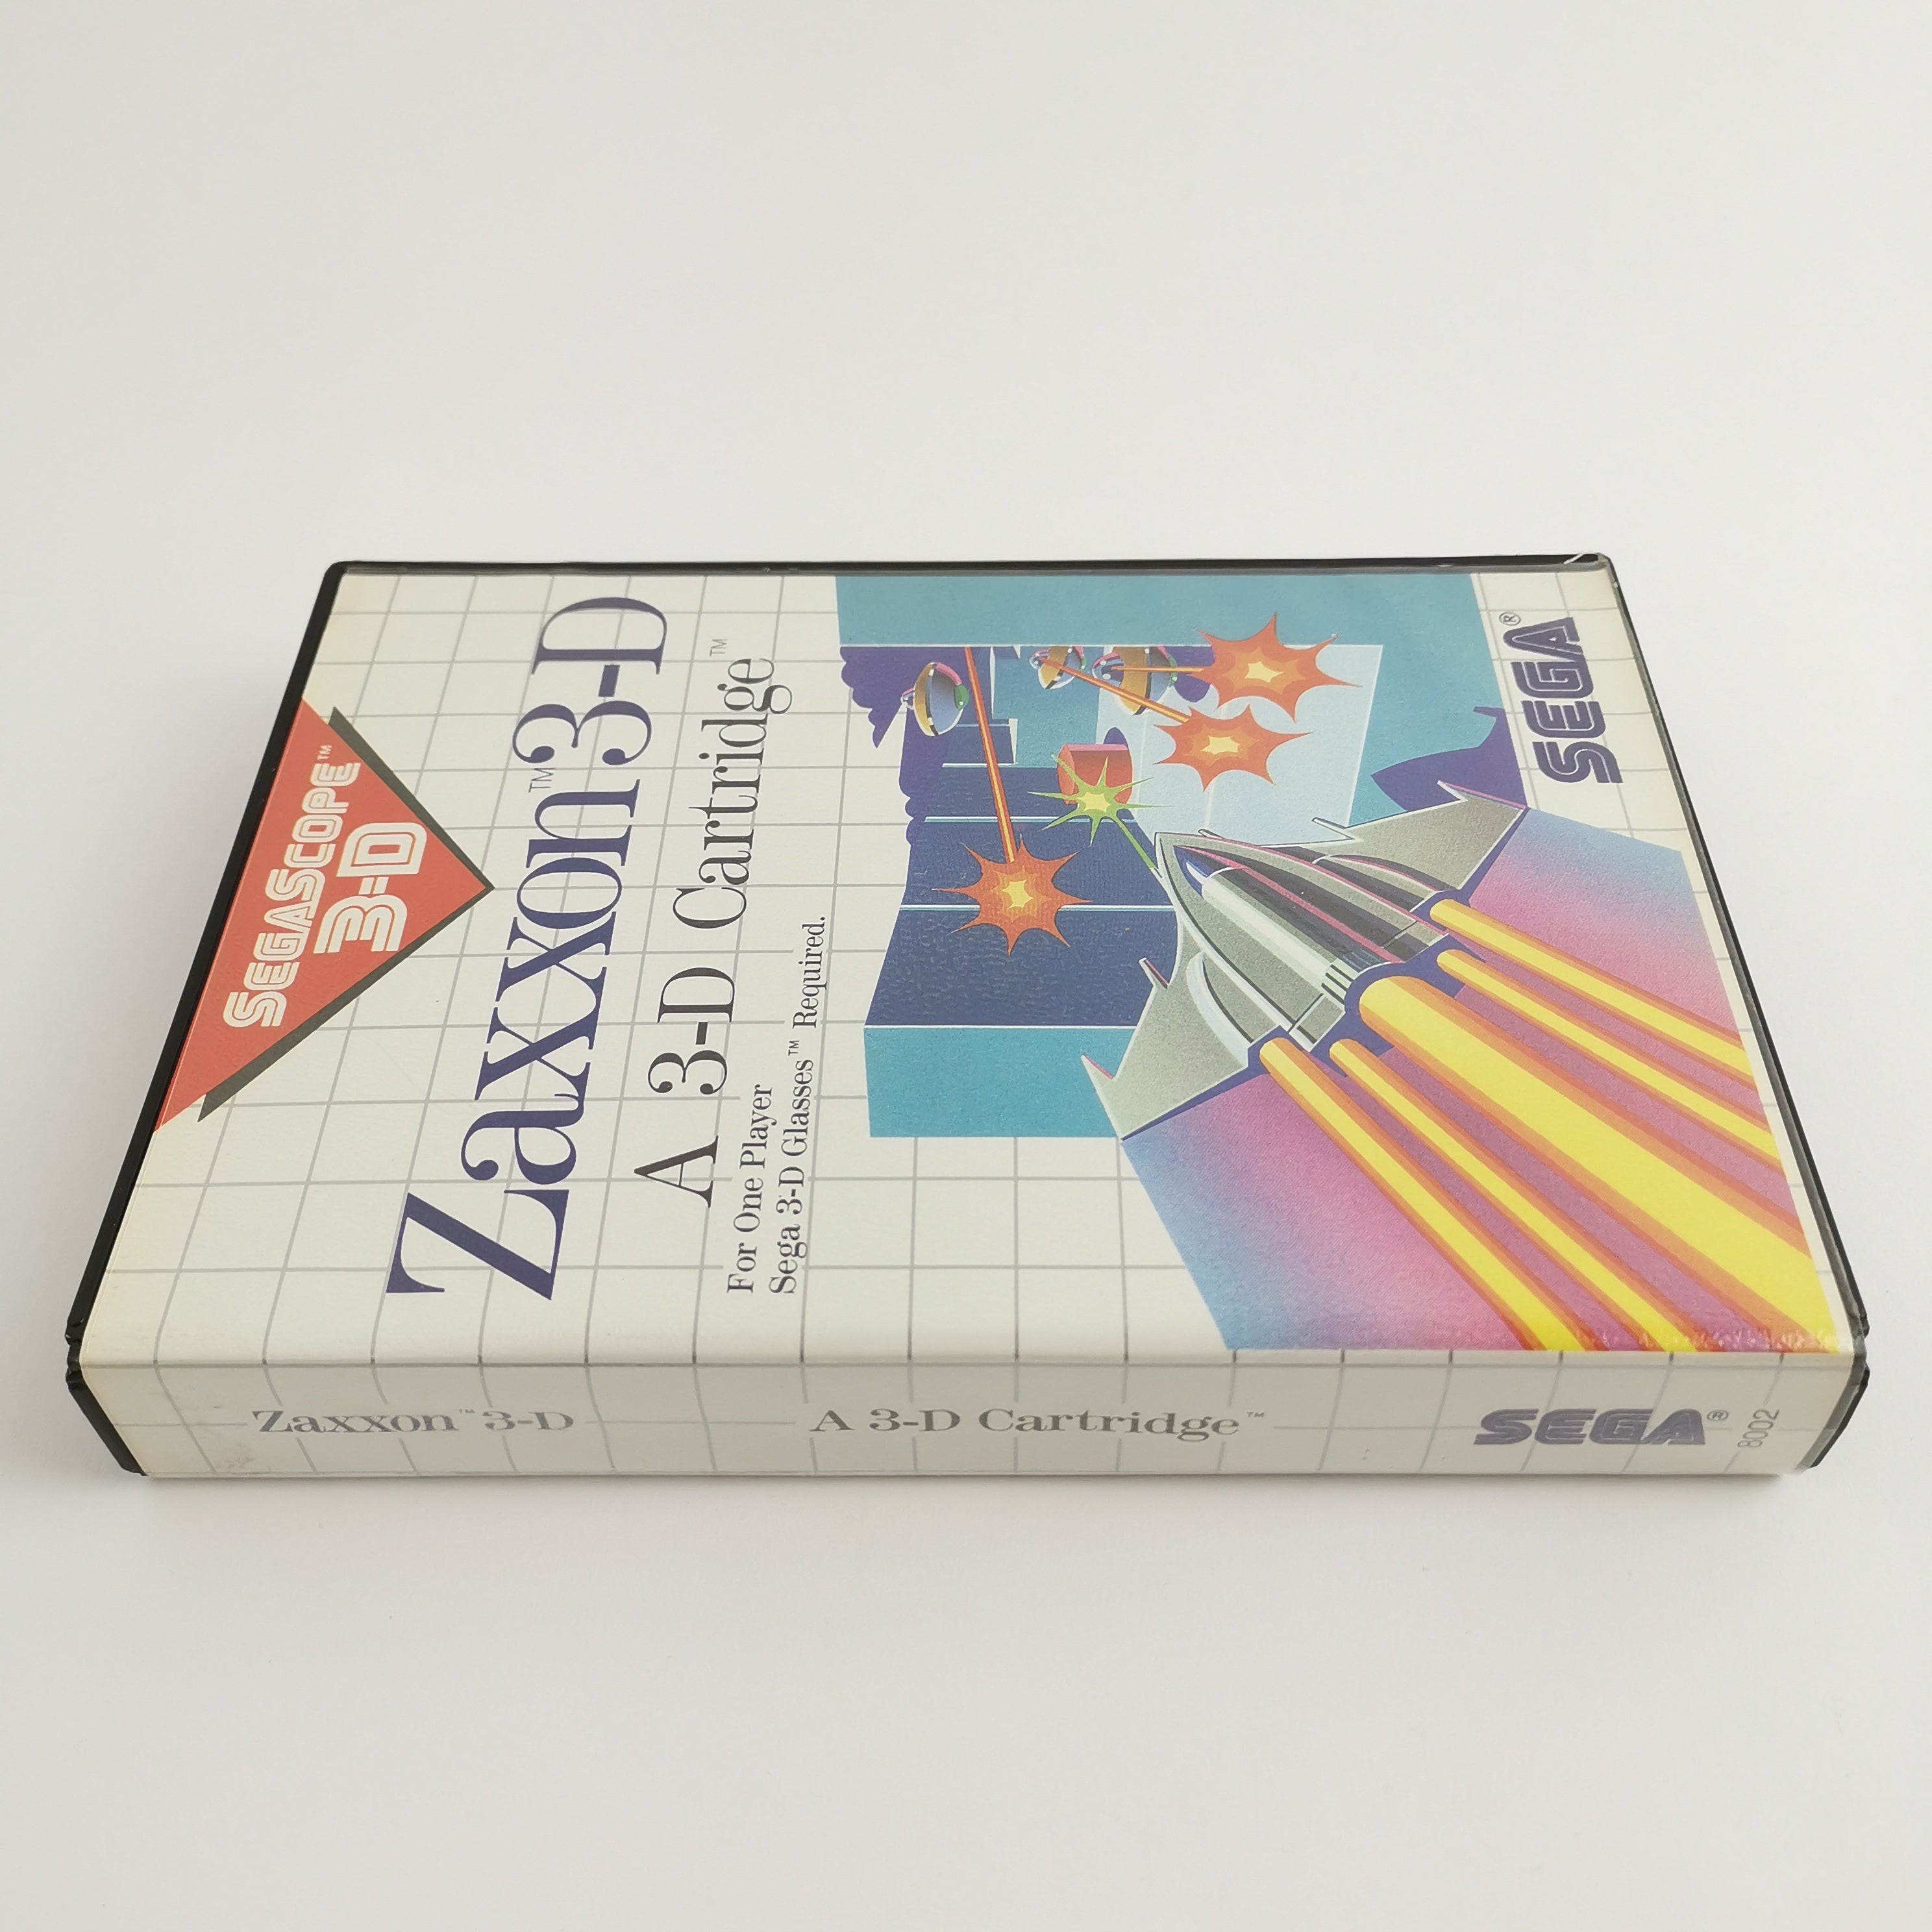 SEGASCOPE™
3-D
Zaxxon™ 3-D
A 3-D Cartridge™
For One Player
Sega 3-D Glasses™ Required.
SEGA®
Zaxxon™ 3-D A 3-D Cartridge™ SEGA® 8002